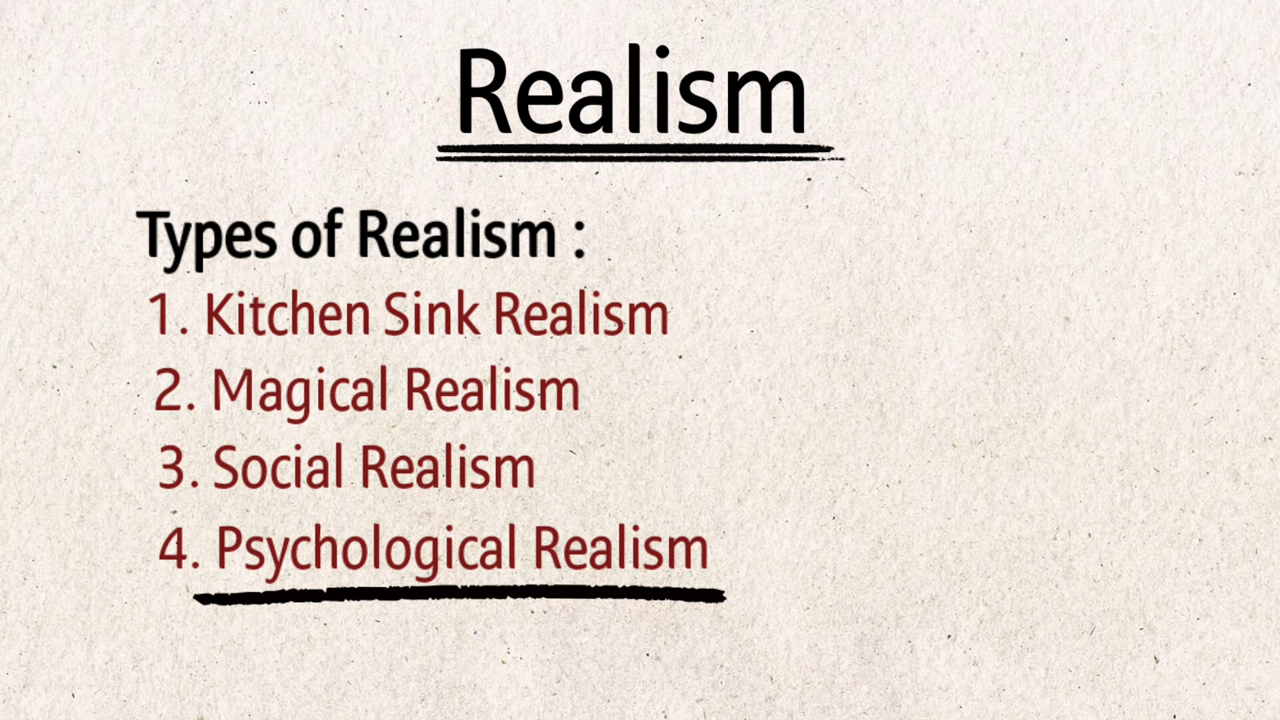 Realism
Types of Realism :
1. Kitchen Sink Realism
2. Magical Realism
3. Social Realism
4. Psychological Realism